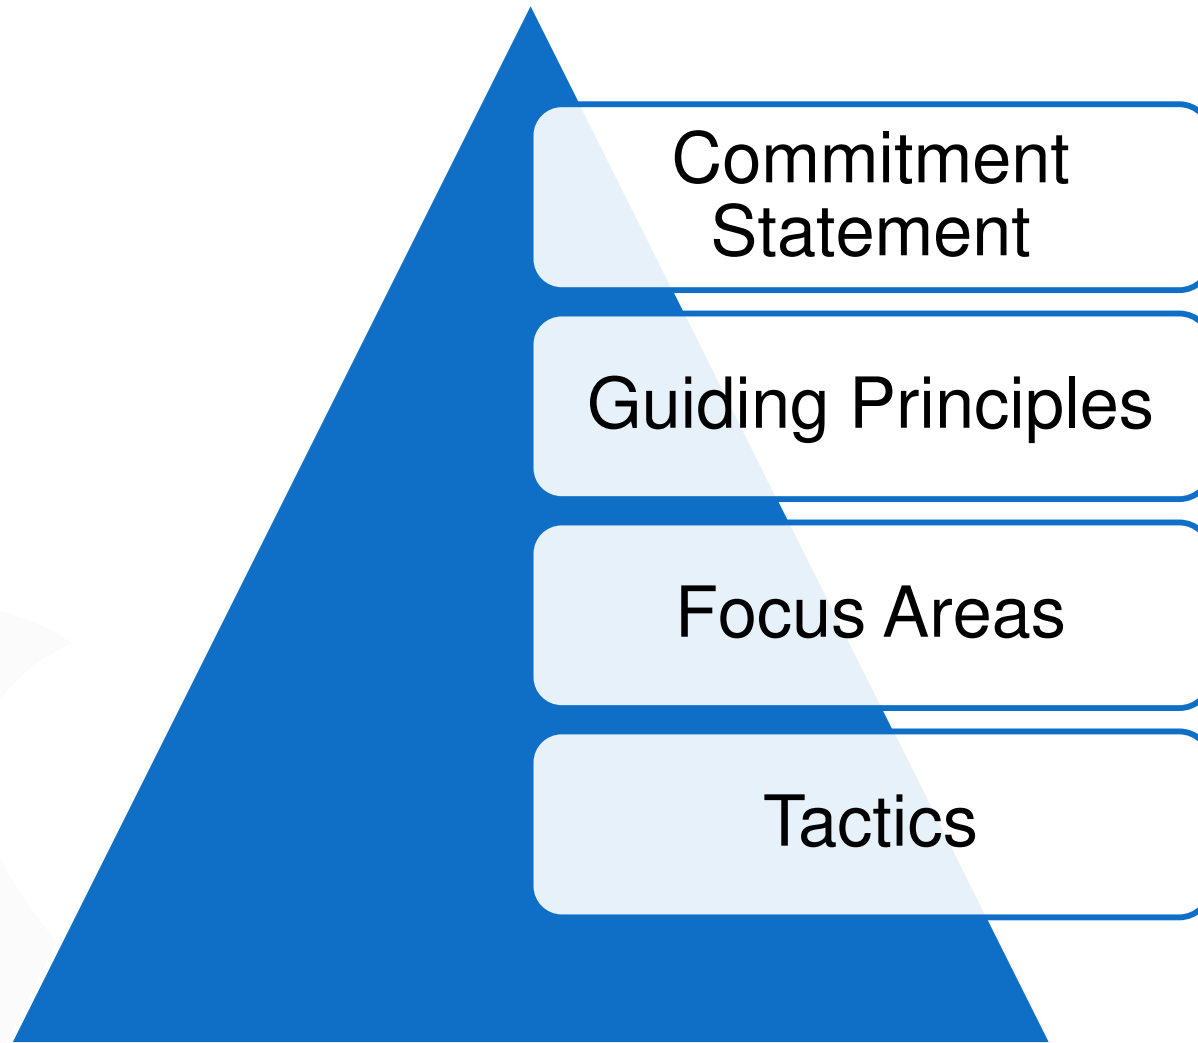 Commitment
Statement
Guiding Principles
Focus Areas
Tactics